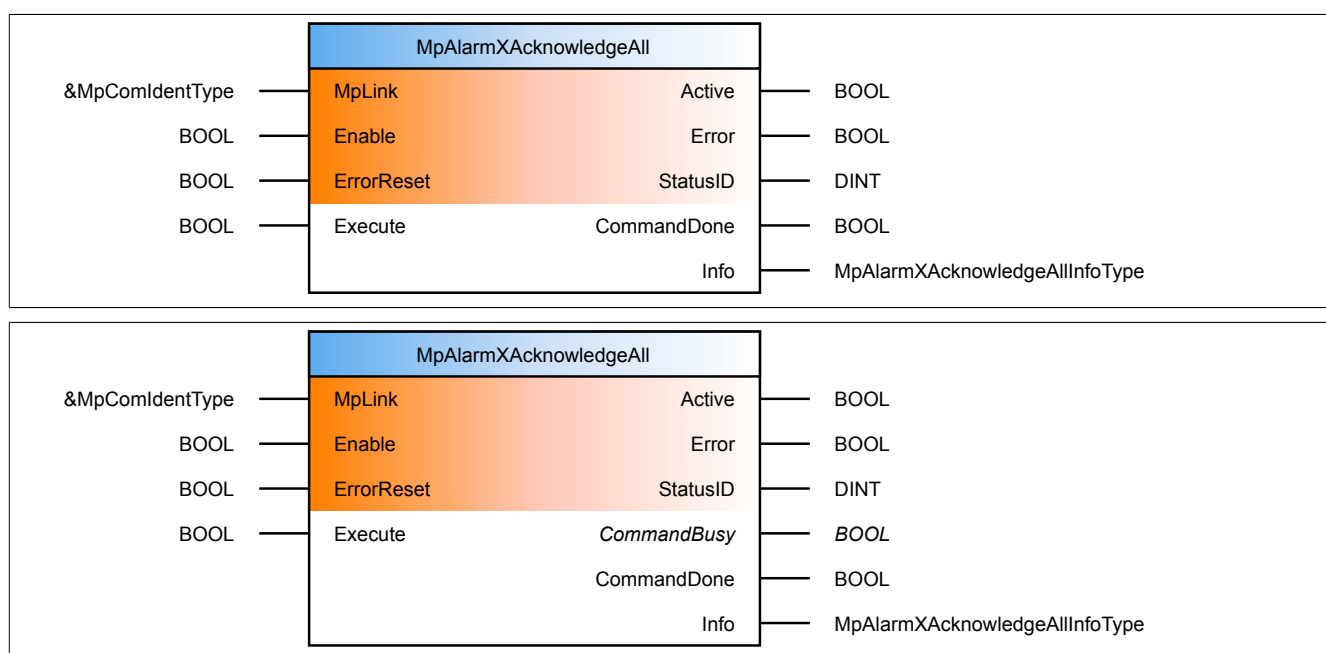 MpAlarmXAcknowledgeAll
&MpComIdentType MpLink Active BOOL
BOOL Enable Error BOOL
BOOL ErrorReset StatusID DINT
BOOL Execute CommandDone BOOL
Info MpAlarmXAcknowledgeAllInfoType
MpAlarmXAcknowledgeAll
&MpComIdentType MpLink Active BOOL
BOOL Enable Error BOOL
BOOL ErrorReset StatusID DINT
BOOL Execute CommandBusy BOOL
CommandDone BOOL
Info MpAlarmXAcknowledgeAllInfoType